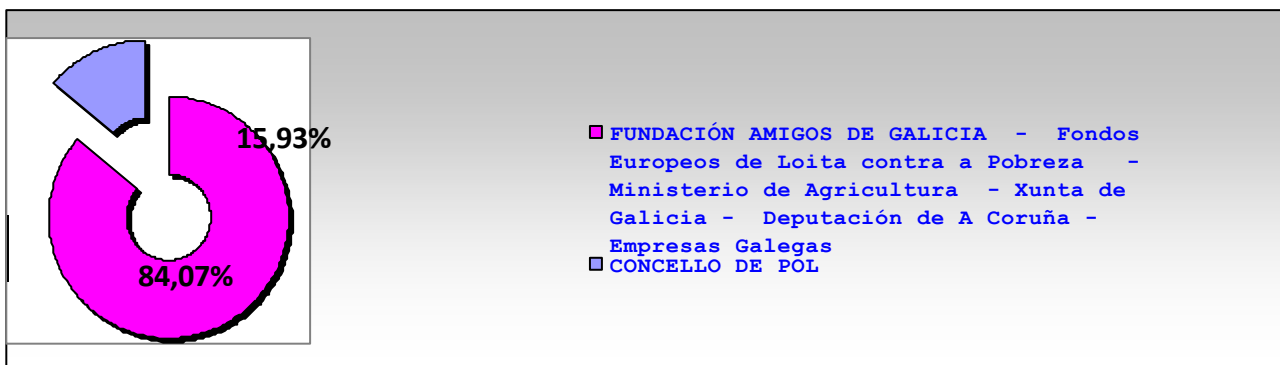 15,93%
84,07%
FUNDACIÓN AMIGOS DE GALICIA - Fondos
Europeos de Loita contra a Pobreza -
Ministerio de Agricultura - Xunta de
Galicia - Deputación de A Coruña -
Empresas Galegas
CONCELLO DE POL